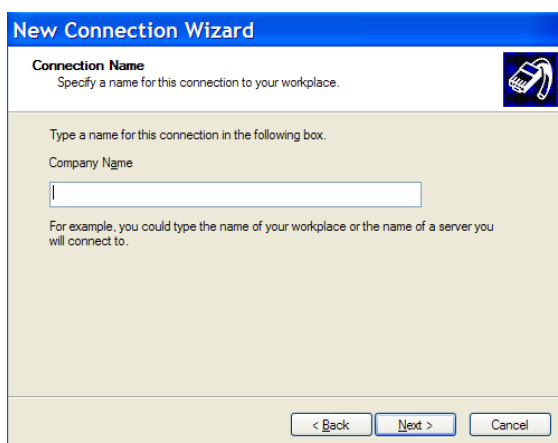 New Connection Wizard
Connection Name
Specify a name for this connection to your workplace.
Type a name for this connection in the following box.
Company Name
For example, you could type the name of your workplace or the name of a server you
will connect to.
< Back Next > Cancel